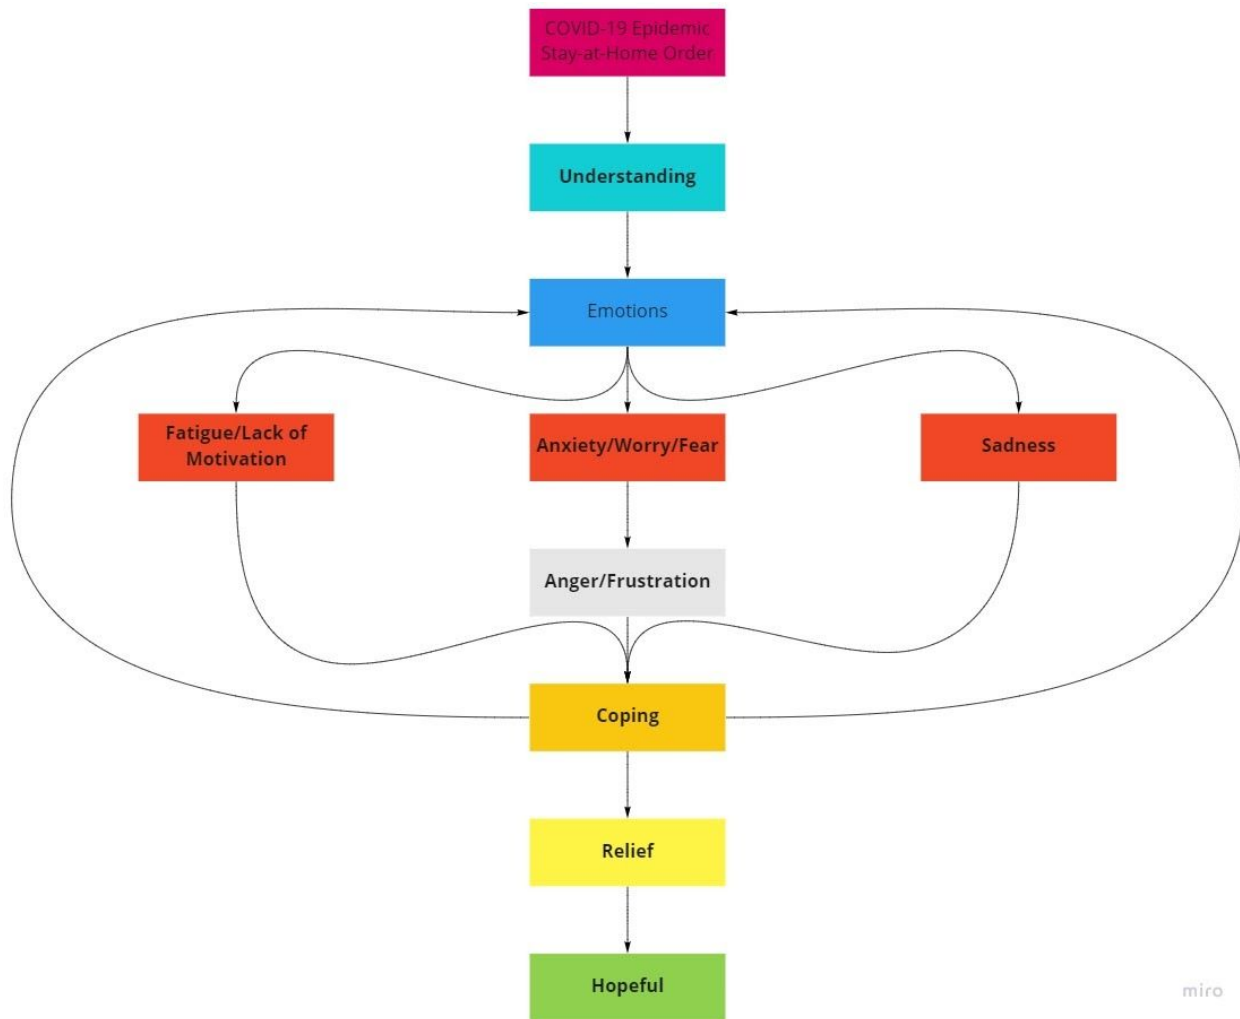 COVID-19 Epidemic
Stay-at-Home Order
Understanding
Emotions
Fatigue/Lack of
Motivation
Anxiety/Worry/Fear
Sadness
Anger/Frustration
Coping
Relief
Hopeful
miro